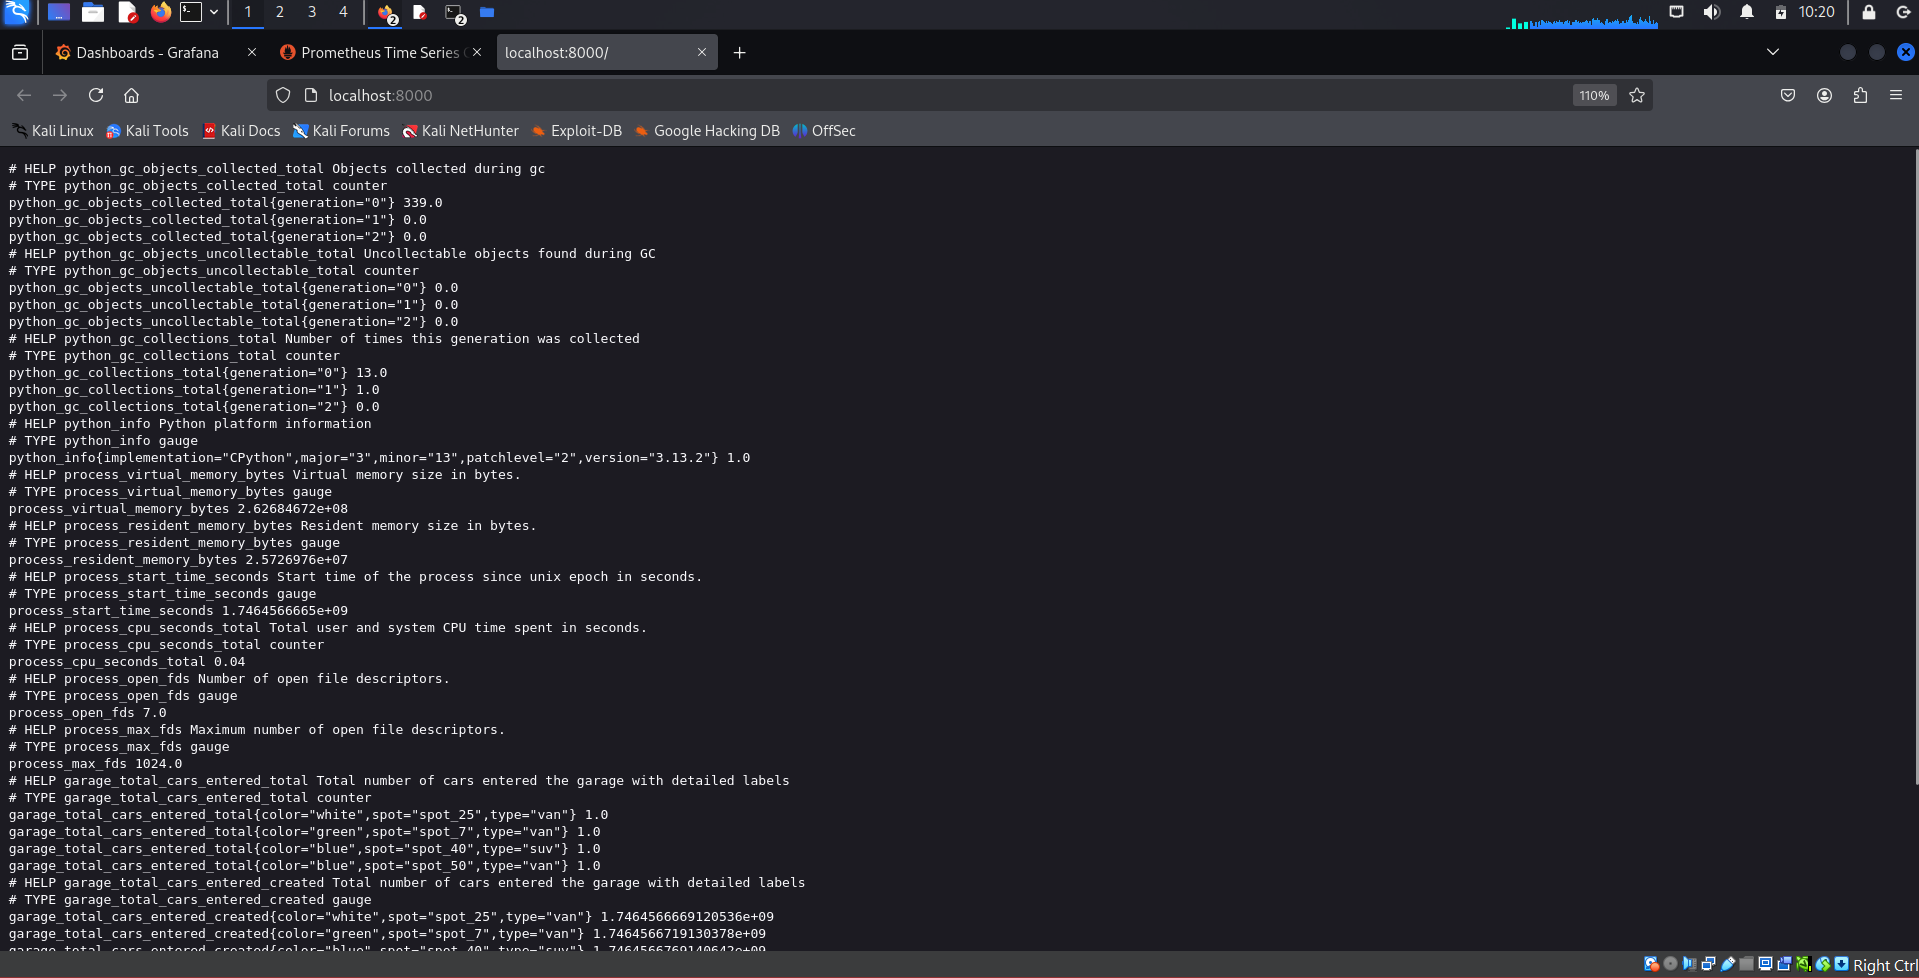 1 2 3 4 2 2 10:20
Dashboards - Grafana Prometheus Time Series localhost:8000/
localhost:8000 110%
Kali Linux Kali Tools Kali Docs Kali Forums Kali NetHunter Exploit-DB Google Hacking DB OffSec
# HELP python_gc_objects_collected_total Objects collected during gc
# TYPE python_gc_objects_collected_total counter
python_gc_objects_collected_total{generation="0"} 339.0
python_gc_objects_collected_total{generation="1"} 0.0
python_gc_objects_collected_total{generation="2"} 0.0
# HELP python_gc_objects_uncollectable_total Uncollectable objects found during GC
# TYPE python_gc_objects_uncollectable_total counter
python_gc_objects_uncollectable_total{generation="0"} 0.0
python_gc_objects_uncollectable_total{generation="1"} 0.0
python_gc_objects_uncollectable_total{generation="2"} 0.0
# HELP python_gc_collections_total Number of times this generation was collected
# TYPE python_gc_collections_total counter
python_gc_collections_total{generation="0"} 13.0
python_gc_collections_total{generation="1"} 1.0
python_gc_collections_total{generation="2"} 0.0
# HELP python_info Python platform information
# TYPE python_info gauge
python_info{implementation="CPython",major="3",minor="13",patchlevel="2",version="3.13.2"} 1.0
# HELP process_virtual_memory_bytes Virtual memory size in bytes.
# TYPE process_virtual_memory_bytes gauge
process_virtual_memory_bytes 2.62684672e+08
# HELP process_resident_memory_bytes Resident memory size in bytes.
# TYPE process_resident_memory_bytes gauge
process_resident_memory_bytes 2.5726976e+07
# HELP process_start_time_seconds Start time of the process since unix epoch in seconds.
# TYPE process_start_time_seconds gauge
process_start_time_seconds 1.7464566665e+09
# HELP process_cpu_seconds_total Total user and system CPU time spent in seconds.
# TYPE process_cpu_seconds_total counter
process_cpu_seconds_total 0.04
# HELP process_open_fds Number of open file descriptors.
# TYPE process_open_fds gauge
process_open_fds 7.0
# HELP process_max_fds Maximum number of open file descriptors.
# TYPE process_max_fds gauge
process_max_fds 1024.0
# HELP garage_total_cars_entered_total Total number of cars entered the garage with detailed labels
# TYPE garage_total_cars_entered_total counter
garage_total_cars_entered_total{color="white",spot="spot_25",type="van"} 1.0
garage_total_cars_entered_total{color="green",spot="spot_7",type="van"} 1.0
garage_total_cars_entered_total{color="blue",spot="spot_40",type="suv"} 1.0
garage_total_cars_entered_total{color="blue",spot="spot_50",type="van"} 1.0
# HELP garage_total_cars_entered_created Total number of cars entered the garage with detailed labels
# TYPE garage_total_cars_entered_created gauge
garage_total_cars_entered_created{color="white",spot="spot_25",type="van"} 1.7464566669120536e+09
garage_total_cars_entered_created{color="green",spot="spot_7",type="van"} 1.7464566719130378e+09
garage_total_cars_entered_created{color="blue",spot="spot_40",type="suv"} 1.7464566769140642e+09
Right Ctrl